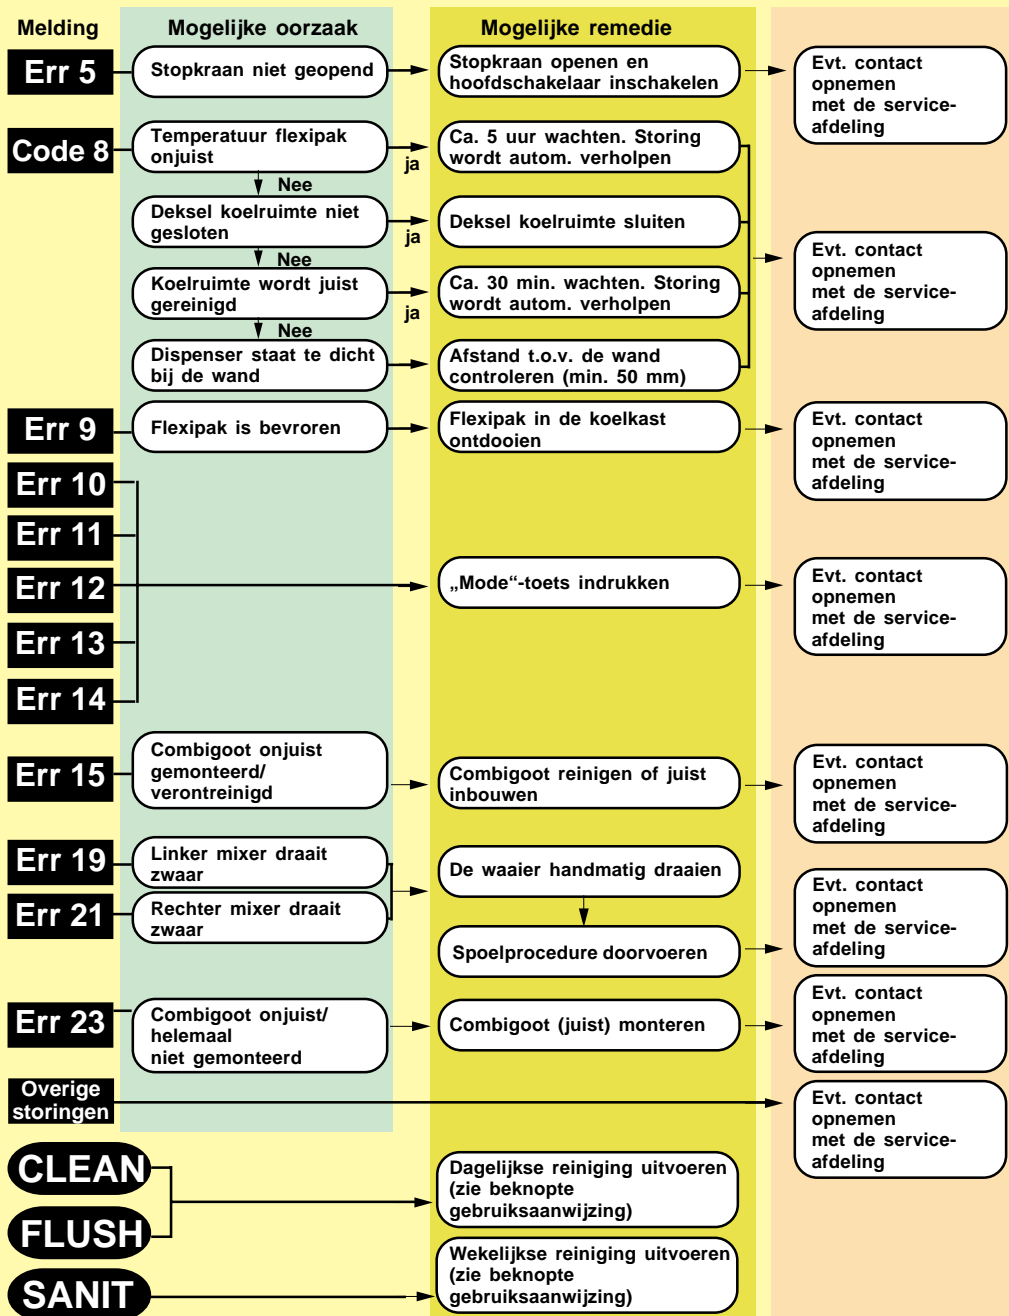 Melding
Mogelijke oorzaak
Mogelijke remedie
Err 5
Stopkraan niet geopend
Stopkraan openen en
hoofdschakelaar inschakelen
Evt. contact
opnemen
met de service-
afdeling
Code 8
Temperatuur flexipak
onjuist
ja
Ca. 5 uur wachten. Storing
wordt autom. verholpen
Nee
Deksel koelruimte niet
gesloten
ja
Deksel koelruimte sluiten
Nee
Koelruimte wordt juist
gereinigd
ja
Ca. 30 min. wachten. Storing
wordt autom. verholpen
Nee
Dispenser staat te dicht
bij de wand
Afstand t.o.v. de wand
controleren (min. 50 mm)
Evt. contact
opnemen
met de service-
afdeling
Err 9
Flexipak is bevroren
Flexipak in de koelkast
ontdooien
Evt. contact
opnemen
met de service-
afdeling
Err 10
Err 11
Err 12
Err 13
Err 14
„Mode“-toets indrukken
Evt. contact
opnemen
met de service-
afdeling
Err 15
Combigoot onjuist
gemonteerd/
verontreinigd
Combigoot reinigen of juist
inbouwen
Evt. contact
opnemen
met de service-
afdeling
Err 19
Linker mixer draait
zwaar
Err 21
Rechter mixer draait
zwaar
De waaier handmatig draaien
Spoelprocedure doorvoeren
Evt. contact
opnemen
met de service-
afdeling
Err 23
Combigoot onjuist/
helemaal
niet gemonteerd
Combigoot (juist) monteren
Evt. contact
opnemen
met de service-
afdeling
Overige
storingen
Evt. contact
opnemen
met de service-
afdeling
CLEAN
FLUSH
Dagelijkse reiniging uitvoeren
(zie beknopte
gebruiksaanwijzing)
SANIT
Wekelijkse reiniging uitvoeren
(zie beknopte
gebruiksaanwijzing)